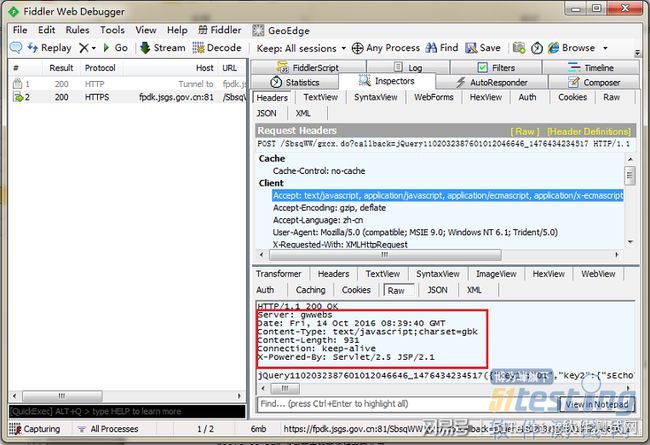 Fiddler Web Debugger
File Edit Rules Tools View Help Fiddler GeoEdge
Replay Go Stream Decode Keep: All sessions Any Process Find Save Browse
# Result Protocol Host URL
1 200 HTTP Tunnel to fpdk.js
2 200 HTTPS fpdk.jsgs.gov.cn:81 /SbsqW
FiddlerScript Log Filters Timeline
Statistics Inspectors AutoResponder Composer
Headers TextView SyntaxView WebForms HexView Auth Cookies Raw
JSON XML
Request Headers [ Raw ] [Header Definitions]
POST /SbsqWW/gxcx.do?callback=jQuery1102032387601012046646_1476434234517 HTTP/1.1
Cache
Cache-Control: no-cache
Client
Accept: text/javascript, application/javascript, application/ecmascript, application/x-ecmascript
Accept-Encoding: gzip, deflate
Accept-Language: zh-cn
User-Agent: Mozilla/5.0 (compatible; MSIE 9.0; Windows NT 6.1; Trident/5.0)
X-Requested-With: XMLHttpRequest
Transformer Headers TextView SyntaxView ImageView HexView WebView
Auth Caching Cookies Raw JSON XML
HTTP/1.1 200 OK
Server: gwwebs
Date: Fri, 14 Oct 2016 08:39:40 GMT
Content-Type: text/javascript;charset=gbk
Content-Length: 931
Connection: keep-alive
X-Powered-By: Servlet/2.5 JSP/2.1
jQuery1102032387601012046646_1476434234517({"key1":"01","key2":{"sEcho
Find... (press Ctrl+Enter to highlight all)
View in Notepad
[QuickExec] ALT+Q > type HELP to learn more
Capturing All Processes 1 / 2 6mb https://fpdk.jsgs.gov.cn:81/SbsqWW
51testing